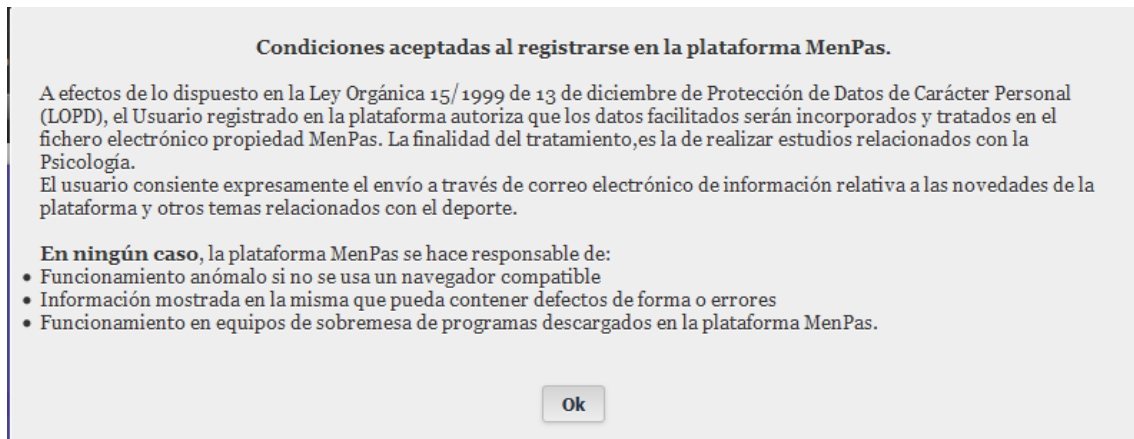 Condiciones aceptadas al registrarse en la plataforma MenPas.
A efectos de lo dispuesto en la Ley Orgánica 15/1999 de 13 de diciembre de Protección de Datos de Carácter Personal
(LOPD), el Usuario registrado en la plataforma autoriza que los datos facilitados serán incorporados y tratados en el
fichero electrónico propiedad MenPas. La finalidad del tratamiento,es la de realizar estudios relacionados con la
Psicología.
El usuario consiente expresamente el envío a través de correo electrónico de información relativa a las novedades de la
plataforma y otros temas relacionados con el deporte.
En ningún caso, la plataforma MenPas se hace responsable de:
• Funcionamiento anómalo si no se usa un navegador compatible
• Información mostrada en la misma que pueda contener defectos de forma o errores
• Funcionamiento en equipos de sobremesa de programas descargados en la plataforma MenPas.
Ok